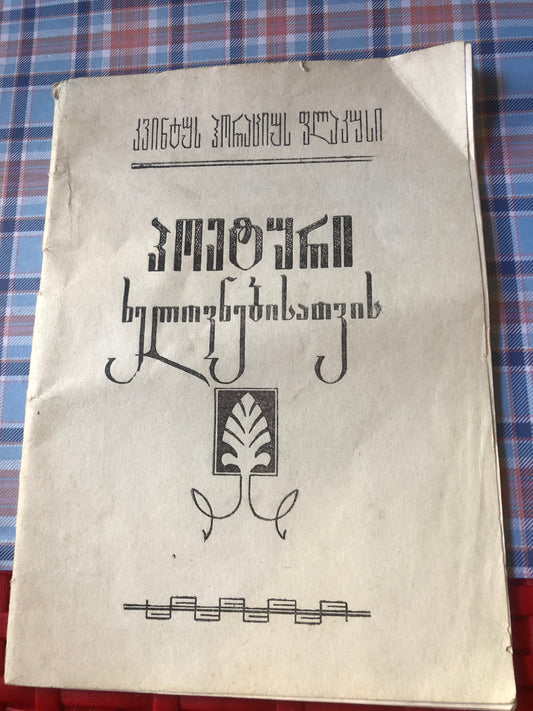 კვინტუს ჰორაციუს ფლაკუსი
პოეტური
ხელოვნებისათვის